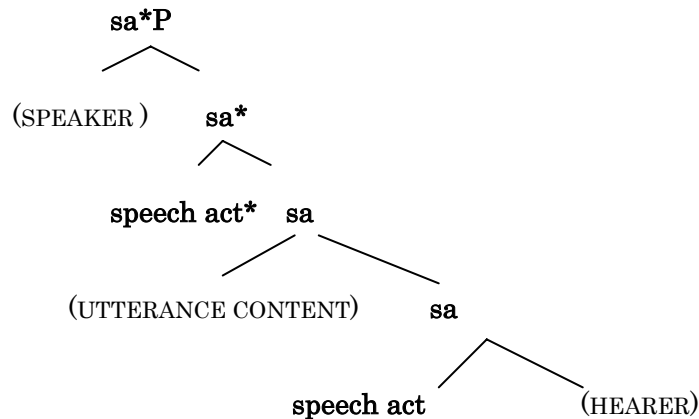 sa*P
(SPEAKER ) sa*
speech act* sa
(UTTERANCE CONTENT) sa
speech act (HEARER)